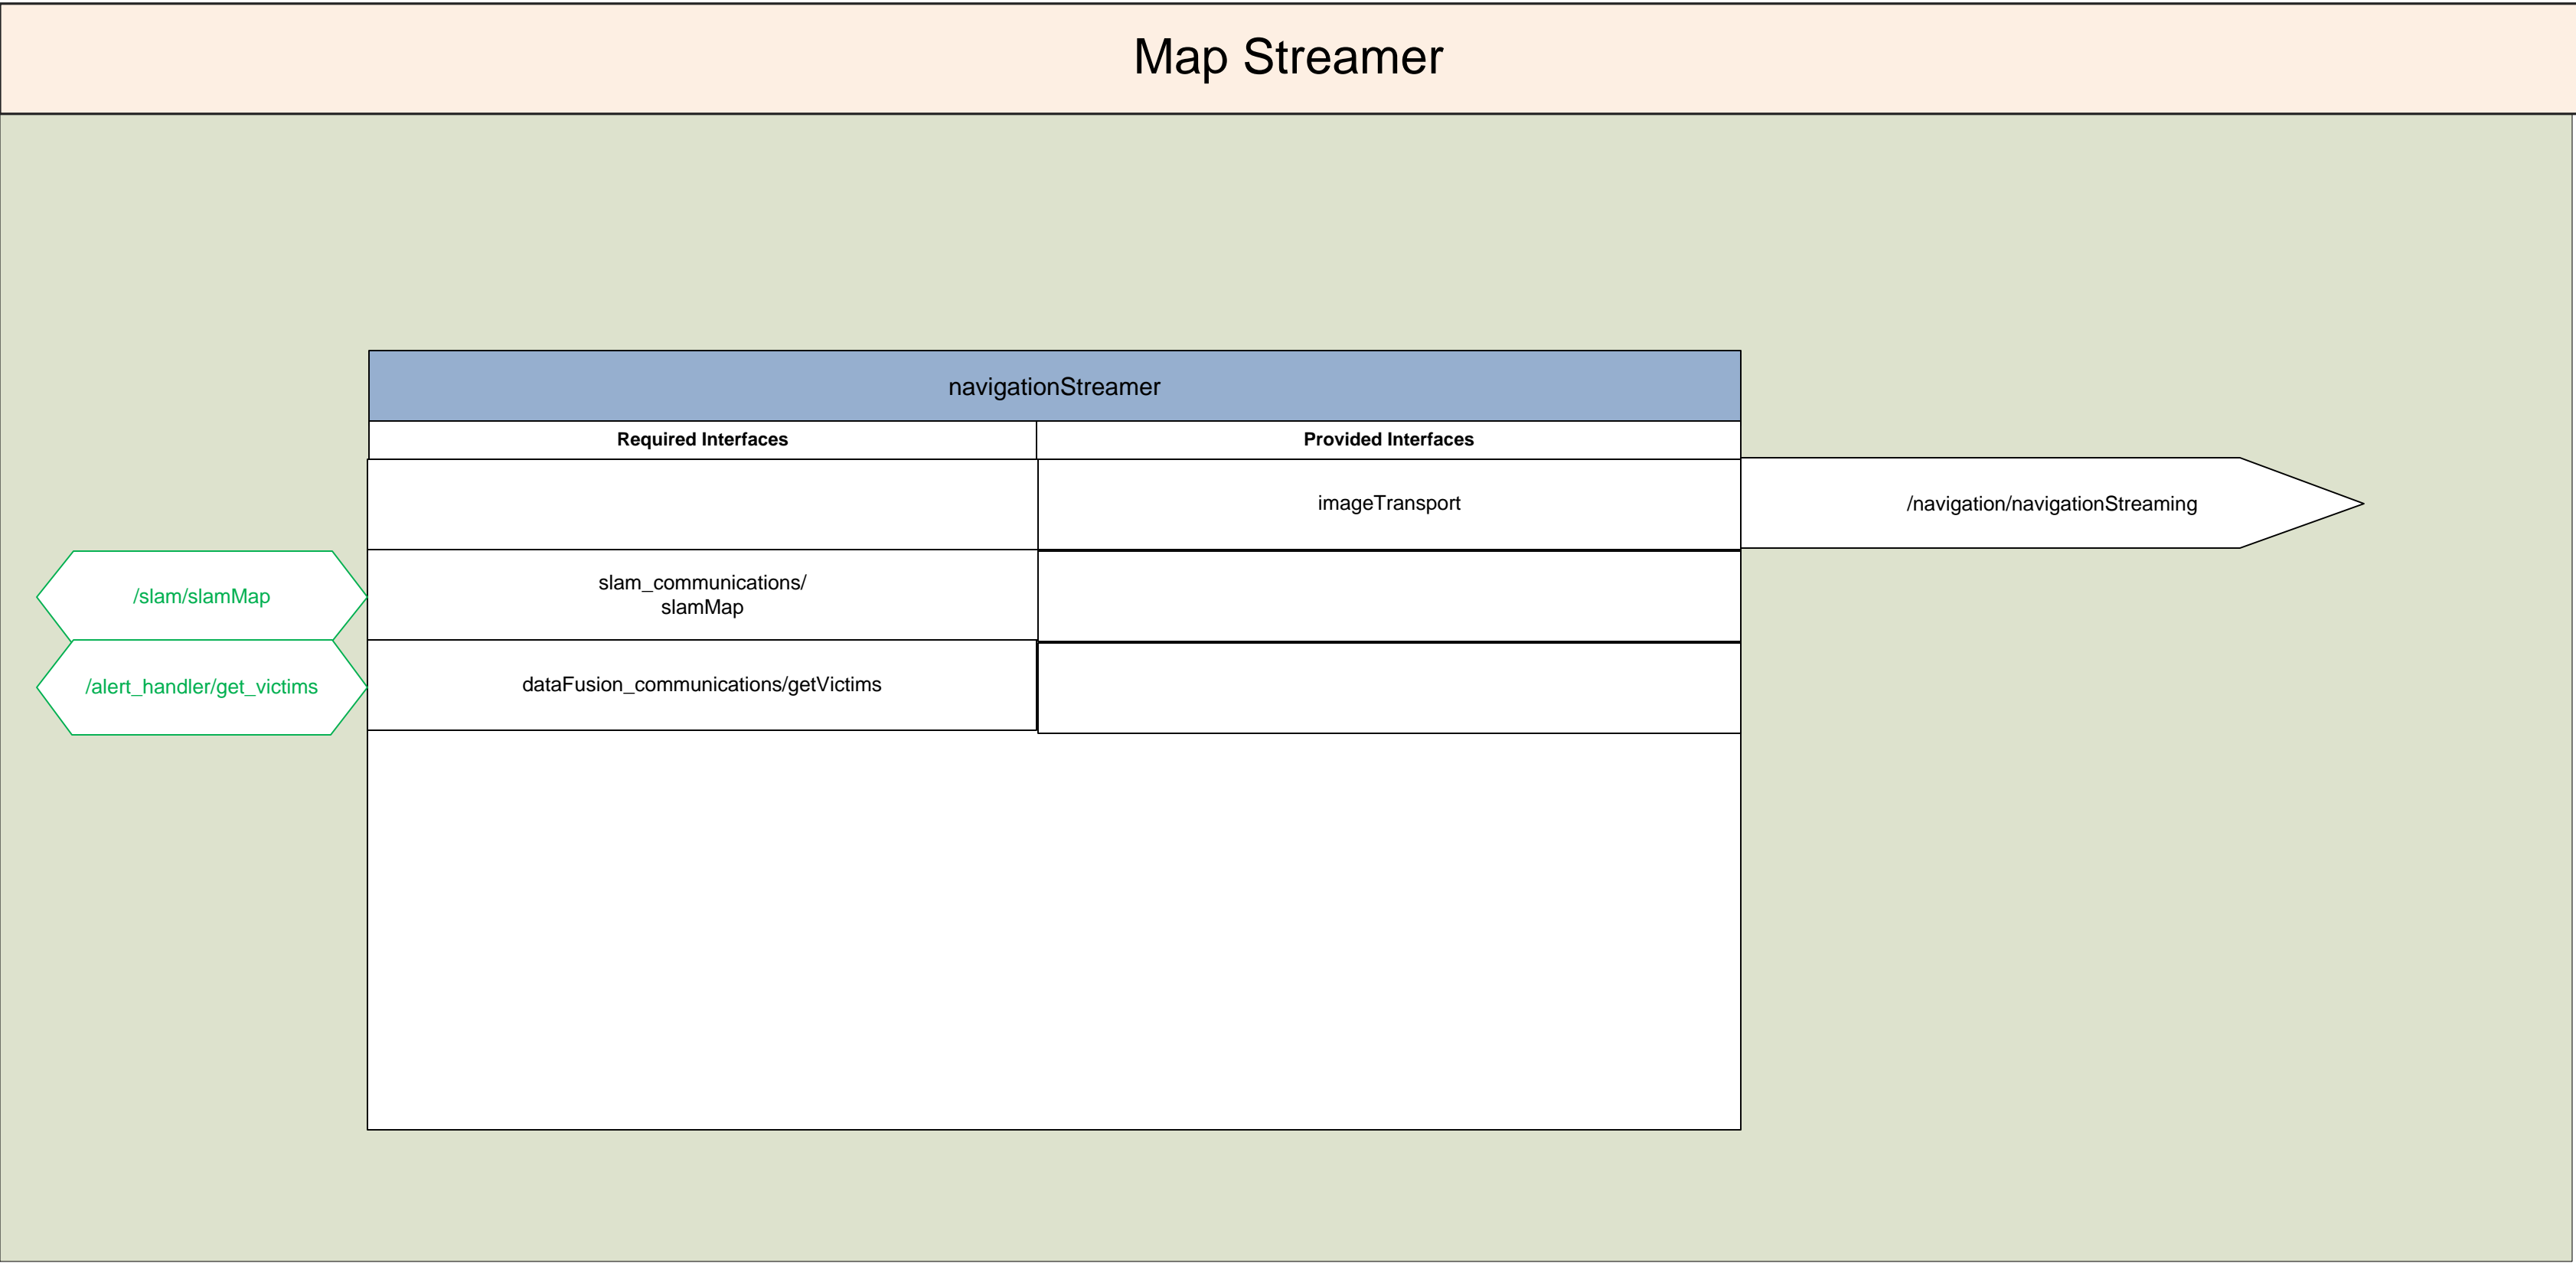 Map Streamer
navigationStreamer
Required Interfaces
Provided Interfaces
imageTransport
/navigation/navigationStreaming
/slam/slamMap
slam_communications/
slamMap
/alert_handler/get_victims
dataFusion_communications/getVictims